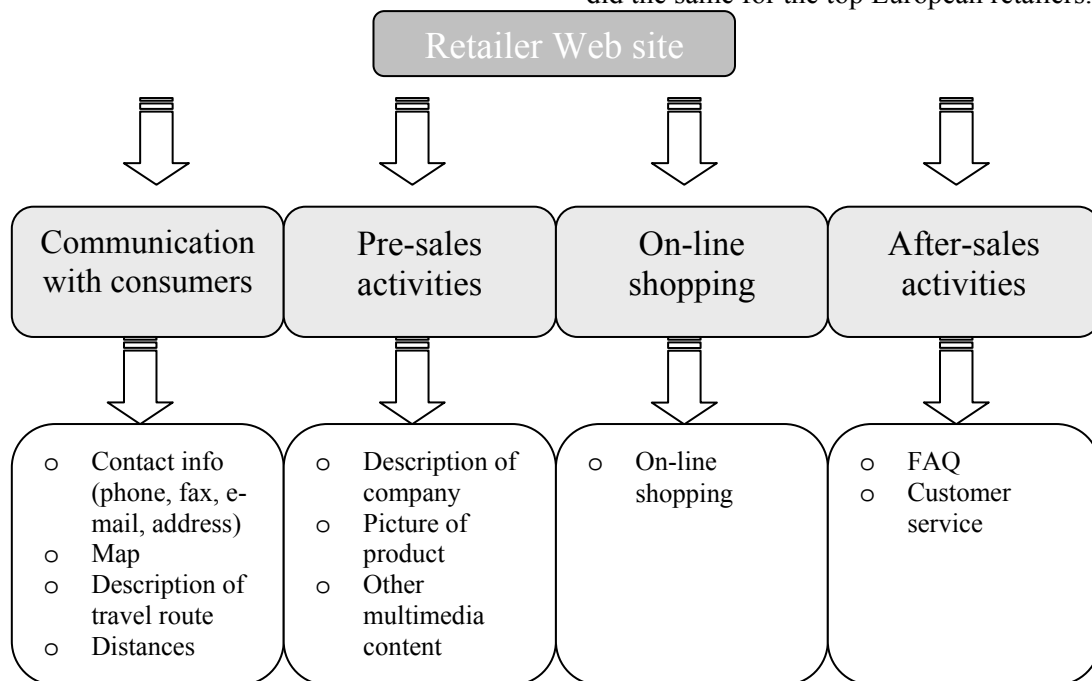 did the same for the top European retailers.
Retailer Web site
Communication
with consumers
Pre-sales
activities
On-line
shopping
After-sales
activities
o Contact info
(phone, fax, e-
mail, address)
o Map
o Description of
travel route
o Distances
o Description of
company
o Picture of
product
o Other
multimedia
content
o On-line
shopping
o FAQ
o Customer
service